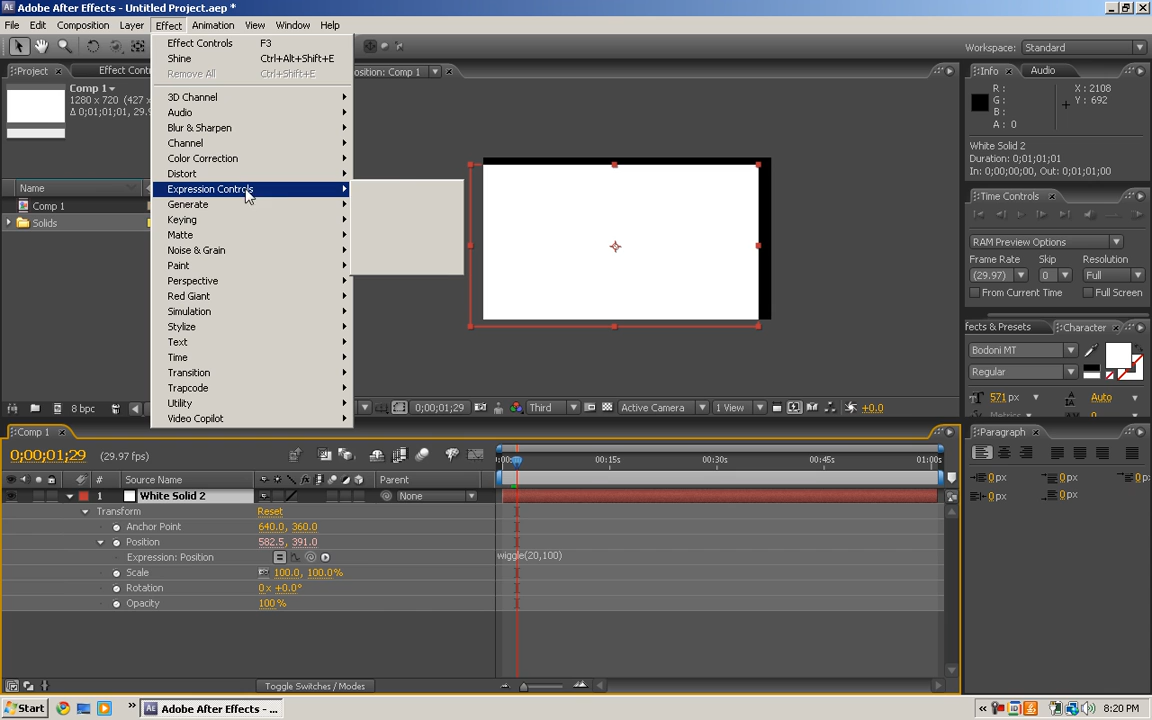 Adobe After Effects - Untitled Project.aep *
File Edit Composition Layer Effect Animation View Window Help
Workspace: Standard
Project Effect Cont
Comp 1
1280 x 720 (427 x
Δ 0;01;01;01, 29.9
Name
Comp 1
Solids
8 bpc
Effect Controls F3
Shine Ctrl+Alt+Shift+E
Remove All Ctrl+Shift+E
3D Channel
Audio
Blur & Sharpen
Channel
Color Correction
Distort
Expression Controls
Generate
Keying
Matte
Noise & Grain
Paint
Perspective
Red Giant
Simulation
Stylize
Text
Time
Transition
Trapcode
Utility
Video Copilot
position: Comp 1
0;00;01;29 Third Active Camera 1 View +0.0
Info Audio
R : X : 2108
G : Y : 692
B :
A : 0
White Solid 2
Duration: 0;01;01;01
In: 0;00;00;00, Out: 0;01;01;00
Time Controls
RAM Preview Options
Frame Rate Skip Resolution
(29.97) 0 Full
From Current Time Full Screen
fects & Presets Character
Bodoni MT
Regular
571 px Auto
Metrics 0
Comp 1
0;00;01;29 (29.97 fps)
:00s 00:15s 00:30s 00:45s 01:00s
# Source Name Parent
1 White Solid 2 None
Transform Reset
Anchor Point 640.0, 360.0
Position 582.5, 391.0
Expression: Position wiggle(20,100)
Scale 100.0, 100.0%
Rotation 0x +0.0°
Opacity 100%
Toggle Switches / Modes
Paragraph
0 px 0 px 0 px
0 px 0 px
Start Adobe After Effects - ... 8:20 PM